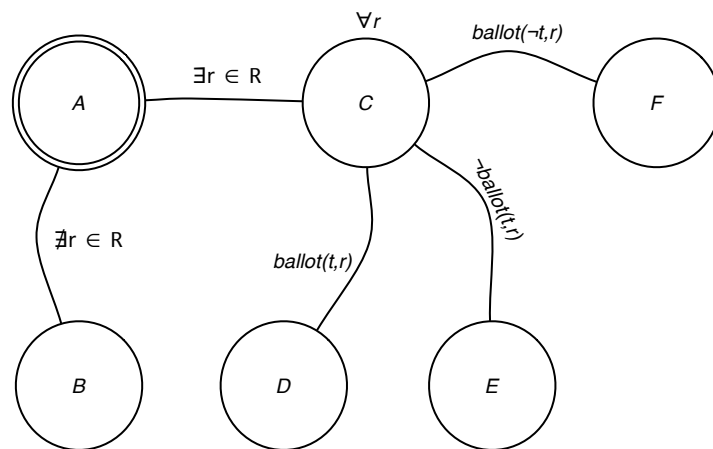 ∀r
ballot(¬t,r)
A
∃r ∈ R
C
F
¬ballot(t,r)
∄r ∈ R
ballot(t,r)
B
D
E